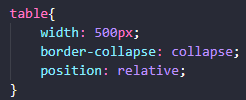 table{
    width: 500px;
    border-collapse: collapse;
    position: relative;
}